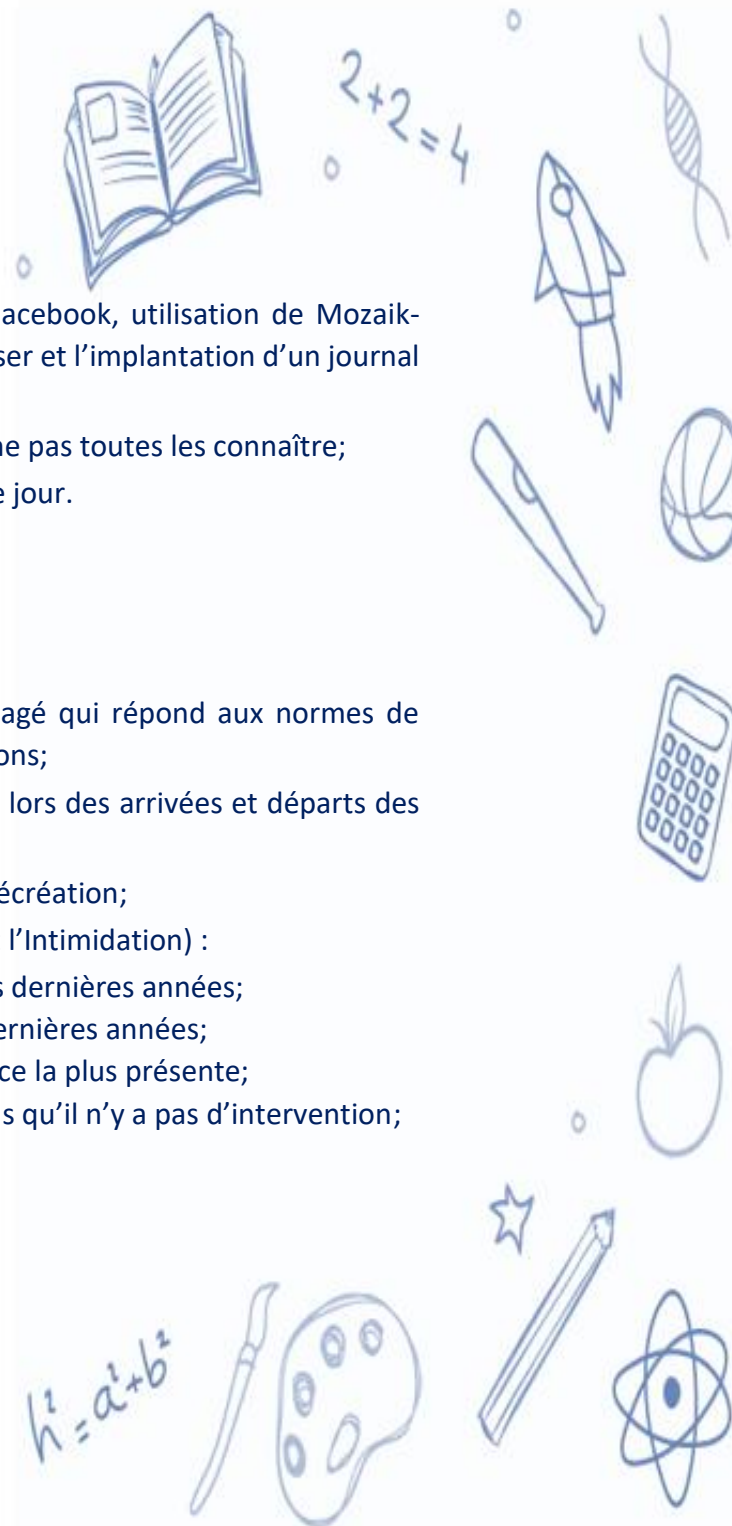 2+2=4
acebook, utilisation de Mozaik-
ser et l’implantation d’un journal
ne pas toutes les connaître;
e jour.
agé qui répond aux normes de
ons;
lors des arrivées et départs des
écréation;
l’Intimidation) :
s dernières années;
ernières années;
ce la plus présente;
s qu’il n’y a pas d’intervention;
h²=a²+b²